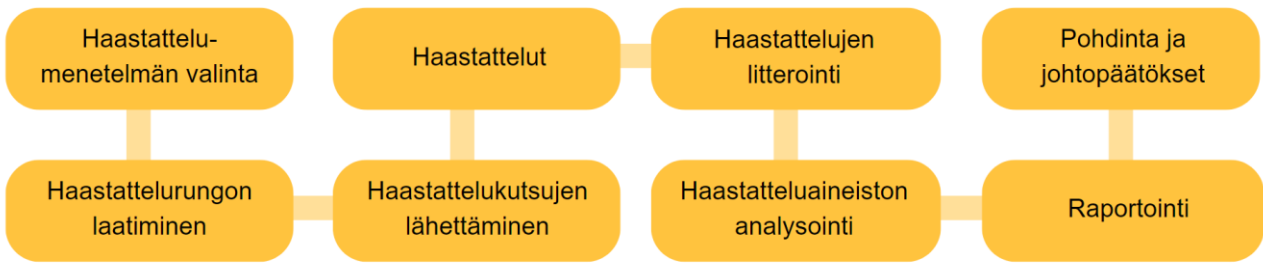 Haastattelu-
menetelmän valinta
Haastattelurungon
laatiminen
Haastattelukutsujen
lähettäminen
Haastattelut
Haastattelujen
litterointi
Haastatteluaineiston
analysointi
Raportointi
Pohdinta ja
johtopäätökset